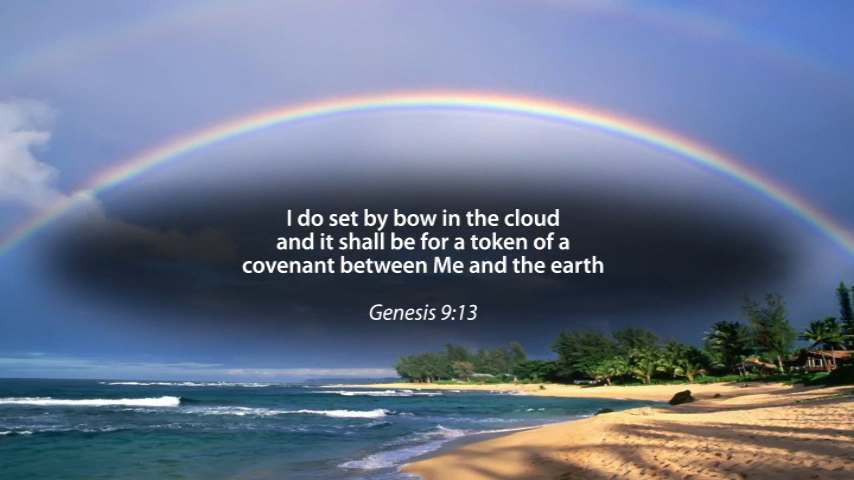 I do set by bow in the cloud
and it shall be for a token of a
covenant between Me and the earth
Genesis 9:13